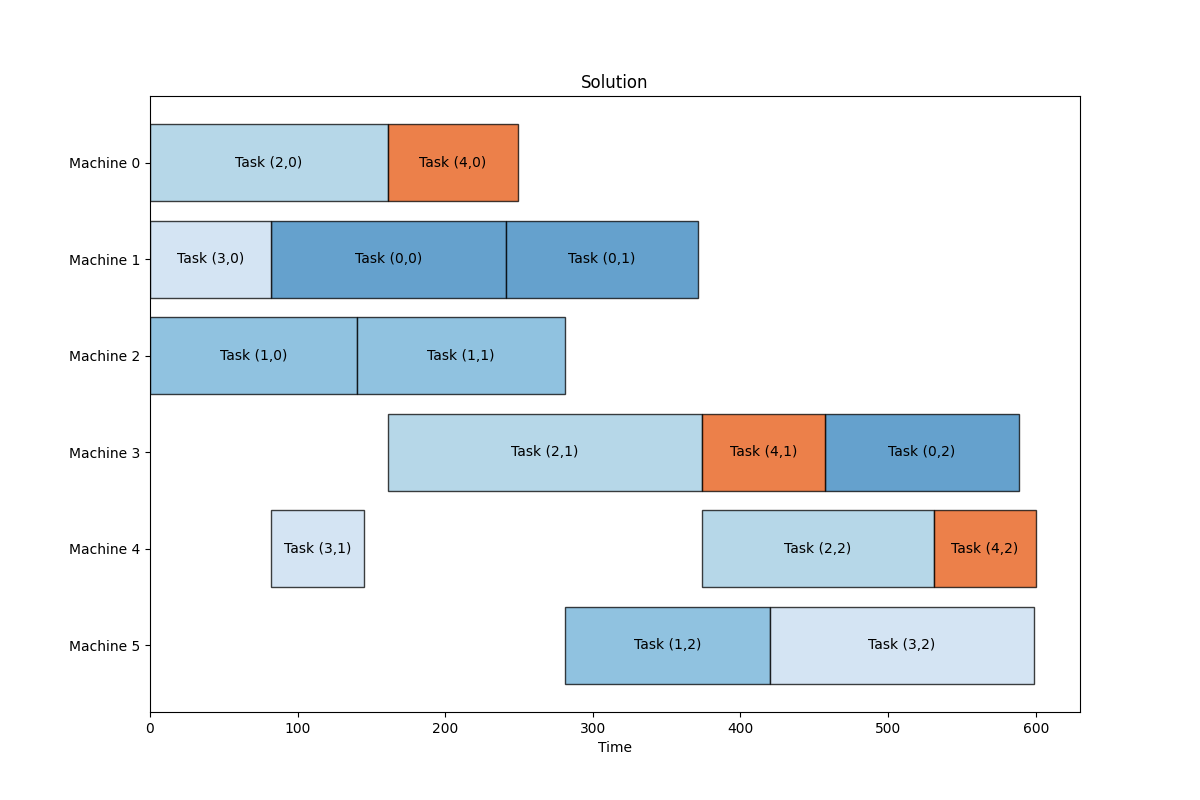 Solution
Machine 0
Task (2,0)
Task (4,0)
Machine 1
Task (3,0)
Task (0,0)
Task (0,1)
Machine 2
Task (1,0)
Task (1,1)
Machine 3
Task (2,1)
Task (4,1)
Task (0,2)
Machine 4
Task (3,1)
Task (2,2)
Task (4,2)
Machine 5
Task (1,2)
Task (3,2)
0 100 200 300 400 500 600
Time